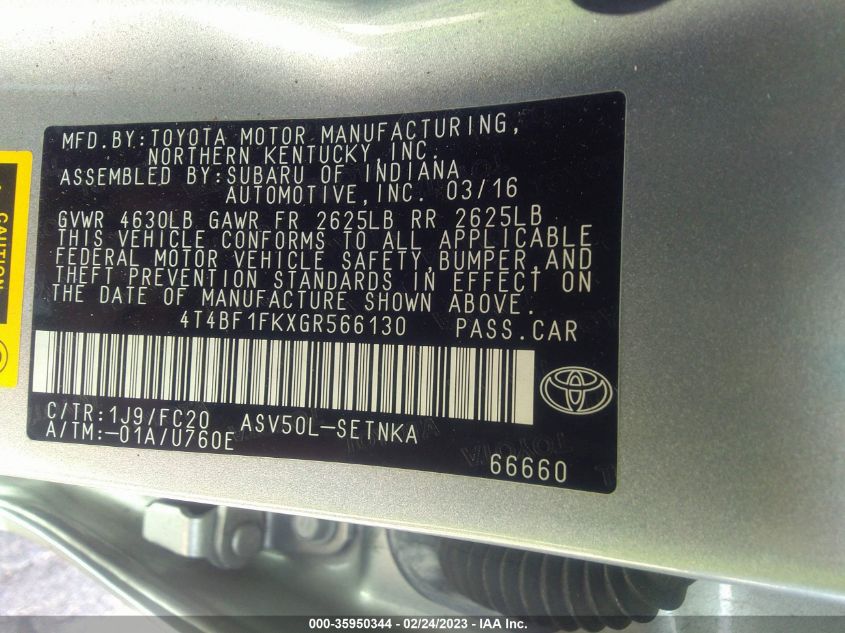 MFD.BY:TOYOTA MOTOR MANUFACTURING,
NORTHERN KENTUCKY,INC.
ASSEMBLED BY:SUBARU OF INDIANA
AUTOMOTIVE,INC. 03/16
GVWR 4630LB GAWR FR 2625LB RR 2625LB
THIS VEHICLE CONFORMS TO ALL APPLICABLE
FEDERAL MOTOR VEHICLE SAFETY,BUMPER,AND
THEFT PREVENTION STANDARDS IN EFFECT ON
THE DATE OF MANUFACTURE SHOWN ABOVE.
4T4BF1FKXGR566130 PASS.CAR
C/TR:1J9/FC20 ASV50L-SETNKA
A/TM:-01A/U760E
66660
CAUTION
000-35950344 - 02/24/2023 - IAA Inc.